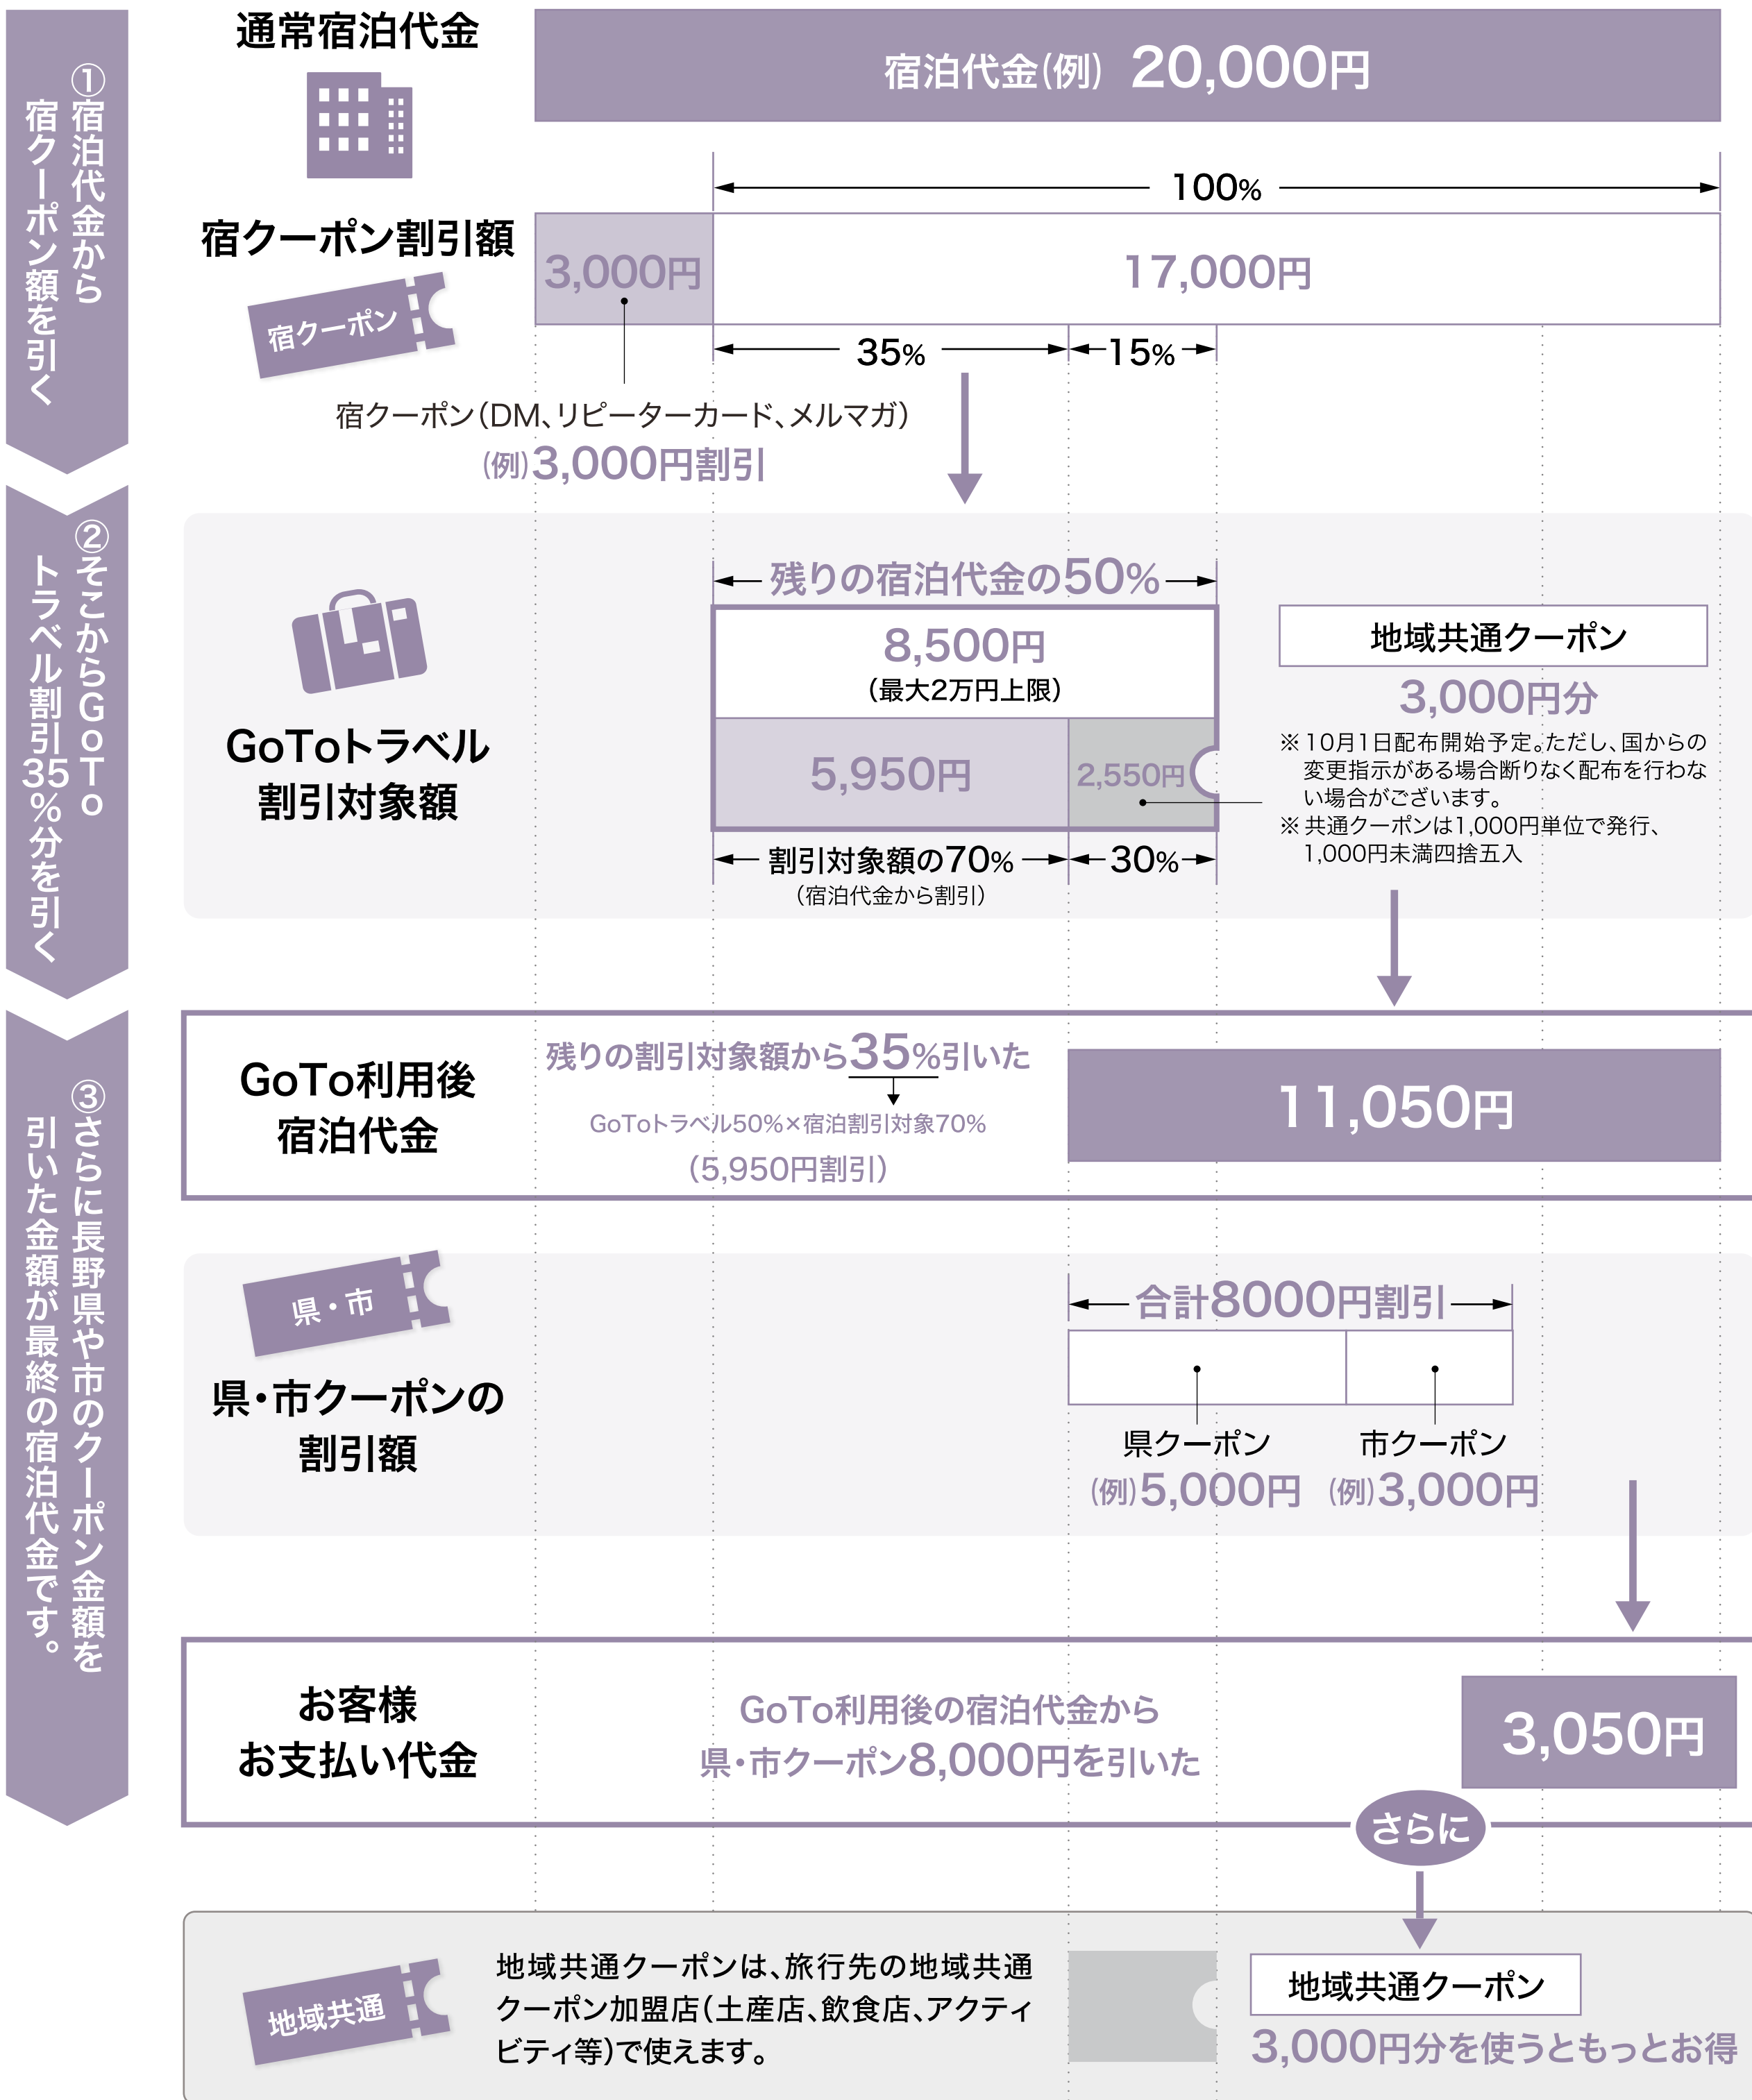 ①宿泊代金から
宿クーポン額を引く
通常宿泊代金
宿泊代金(例) 20,000円
100%
宿クーポン割引額
3,000円
17,000円
宿クーポン
35%
15%
宿クーポン(DM、リピーターカード、メルマガ)
(例)3,000円割引
②そこからGoTo
トラベル割引35%分を引く
残りの宿泊代金の50%
8,500円
(最大2万円上限)
5,950円
2,550円
GoToトラベル
割引対象額
割引対象額の70%
(宿泊代金から割引)
30%
地域共通クーポン
3,000円分
※10月1日配布開始予定。ただし、国からの
変更指示がある場合断りなく配布を行わな
い場合がございます。
※共通クーポンは1,000円単位で発行、
1,000円未満四捨五入
③さらに長野県や市のクーポン金額を
引いた金額が最終の宿泊代金です。
GoTo利用後
宿泊代金
残りの割引対象額から35%引いた
GoToトラベル50%×宿泊割引対象70%
(5,950円割引)
11,050円
県・市
県・市クーポンの
割引額
合計8000円割引
県クーポン
(例)5,000円
市クーポン
(例)3,000円
お客様
お支払い代金
GoTo利用後の宿泊代金から
県・市クーポン8,000円を引いた
3,050円
さらに
地域共通
地域共通クーポンは、旅行先の地域共通
クーポン加盟店(土産店、飲食店、アクティ
ビティ等)で使えます。
地域共通クーポン
3,000円分を使うともっとお得